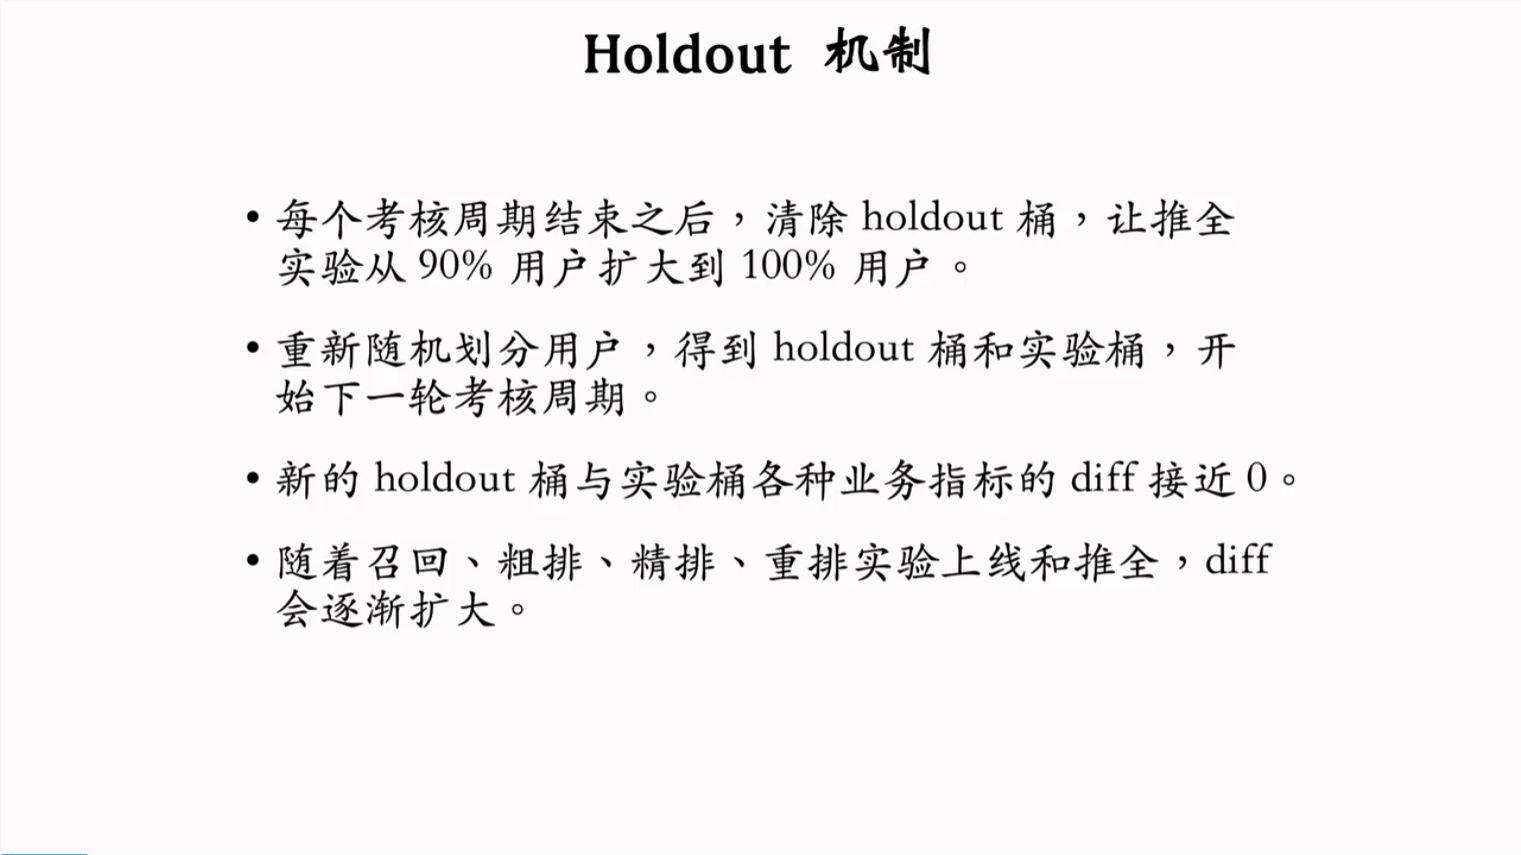 Holdout 机制
• 每个考核周期结束之后，清除 holdout 桶，让推全
实验从 90% 用户扩大到 100% 用户。
• 重新随机划分用户，得到 holdout 桶和实验桶，开
始下一轮考核周期。
• 新的 holdout 桶与实验桶各种业务指标的 diff 接近 0。
• 随着召回、粗排、精排、重排实验上线和推全，diff
会逐渐扩大。